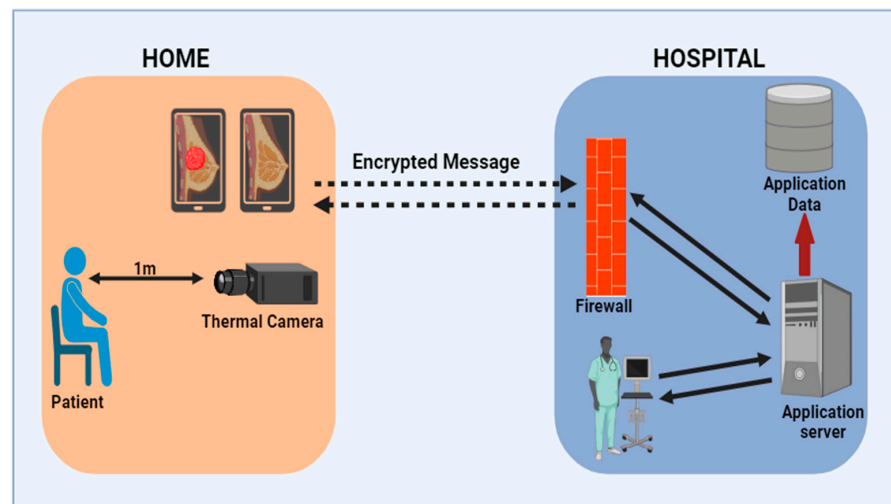 HOME
HOSPITAL
Encrypted Message
Application
Data
1m
Thermal Camera
Firewall
Patient
Application
server